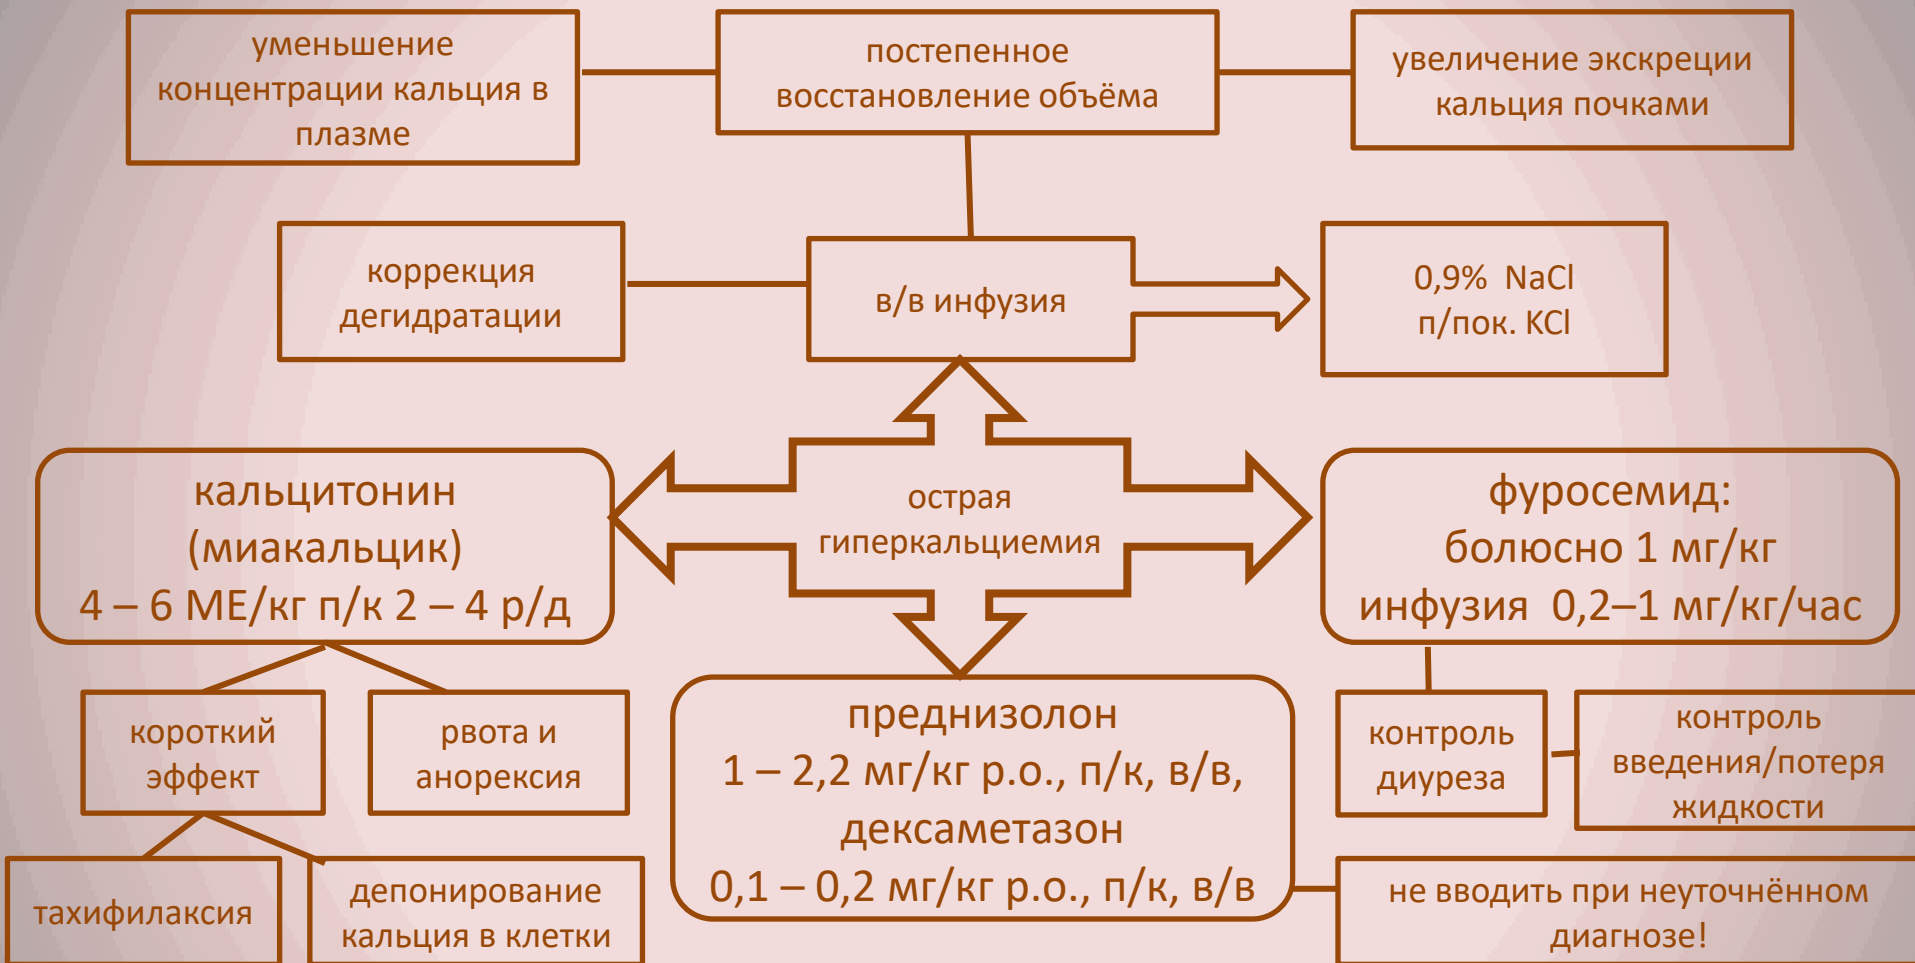 уменьшение
концентрации кальция в
плазме
постепенное
восстановление объёма
увеличение экскреции
кальция почками
коррекция
дегидратации
в/в инфузия
0,9% NaCl
п/пок. KCl
острая
гиперкальциемия
кальцитонин
(миакальцик)
4 – 6 МЕ/кг п/к 2 – 4 р/д
фуросемид:
болюсно 1 мг/кг
инфузия 0,2–1 мг/кг/час
короткий
эффект
рвота и
анорексия
преднизолон
1 – 2,2 мг/кг р.о., п/к, в/в,
дексаметазон
0,1 – 0,2 мг/кг р.о., п/к, в/в
контроль
диуреза
контроль
введения/потеря
жидкости
тахифилаксия
депонирование
кальция в клетки
не вводить при неуточнённом
диагнозе!